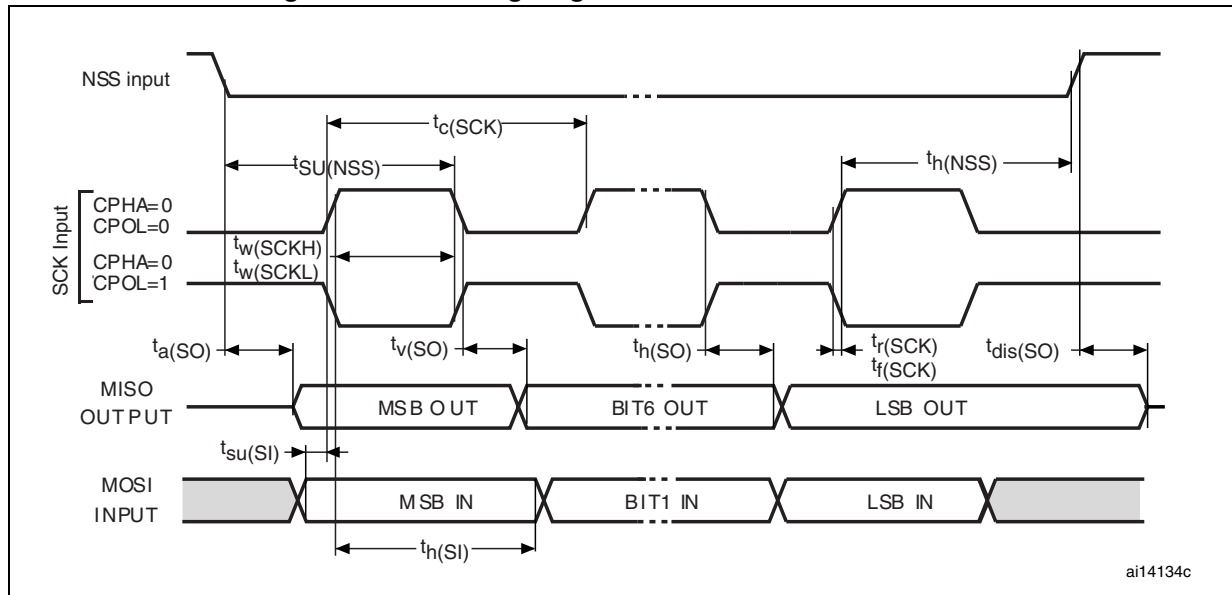 NSS input
tc(SCK)
tSU(NSS)
th(NSS)
SCK Input
CPHA=0
CPOL=0
tw(SCKH)
CPHA=0
CPOL=1
tw(SCKL)
ta(SO)
tv(SO)
th(SO)
tr(SCK)
tf(SCK)
tdis(SO)
MISO
OUTPUT
MSB OUT
BIT6 OUT
LSB OUT
tsu(SI)
MOSI
INPUT
MSB IN
BIT1 IN
LSB IN
th(SI)
ai14134c